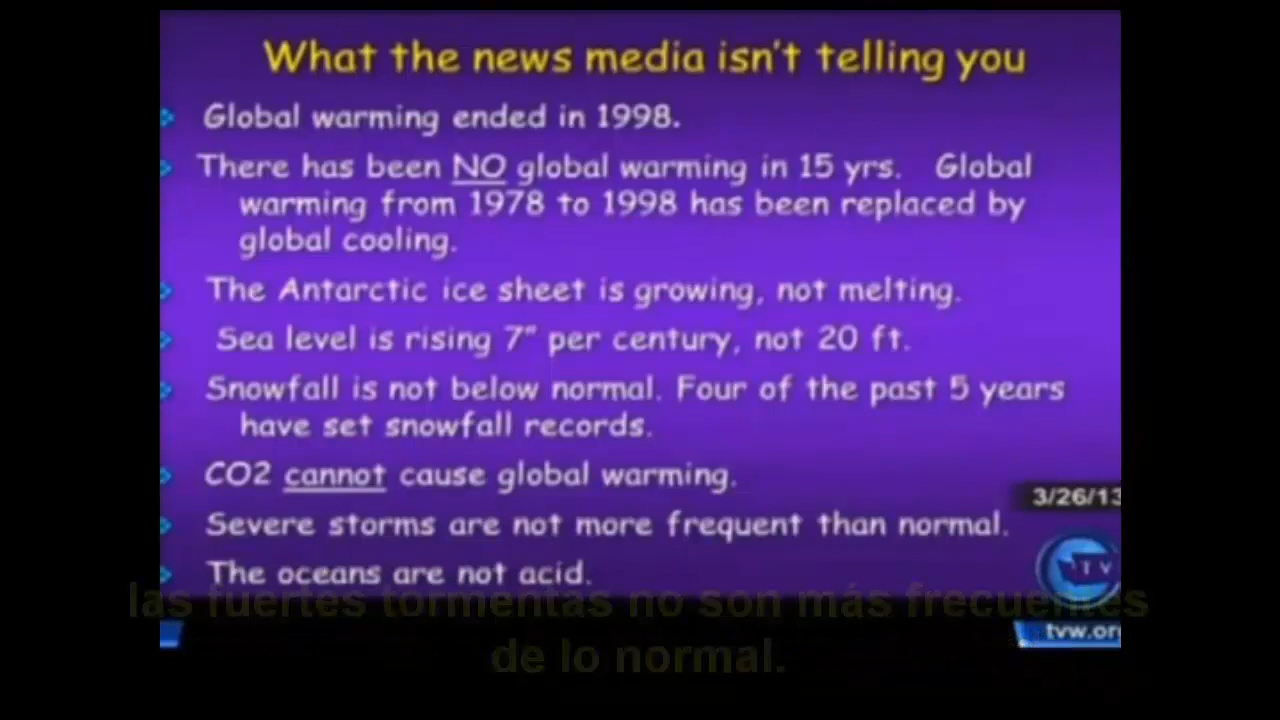 What the news media isn't telling you
Global warming ended in 1998.
There has been NO global warming in 15 yrs. Global
warming from 1978 to 1998 has been replaced by
global cooling.
The Antarctic ice sheet is growing, not melting.
Sea level is rising 7" per century, not 20 ft.
Snowfall is not below normal. Four of the past 5 years
have set snowfall records.
CO2 cannot cause global warming.
3/26/13
Severe storms are not more frequent than normal.
The oceans are not acid.
TV
las fuertes tormentas no son más frecuentes
de lo normal.
tvw.or